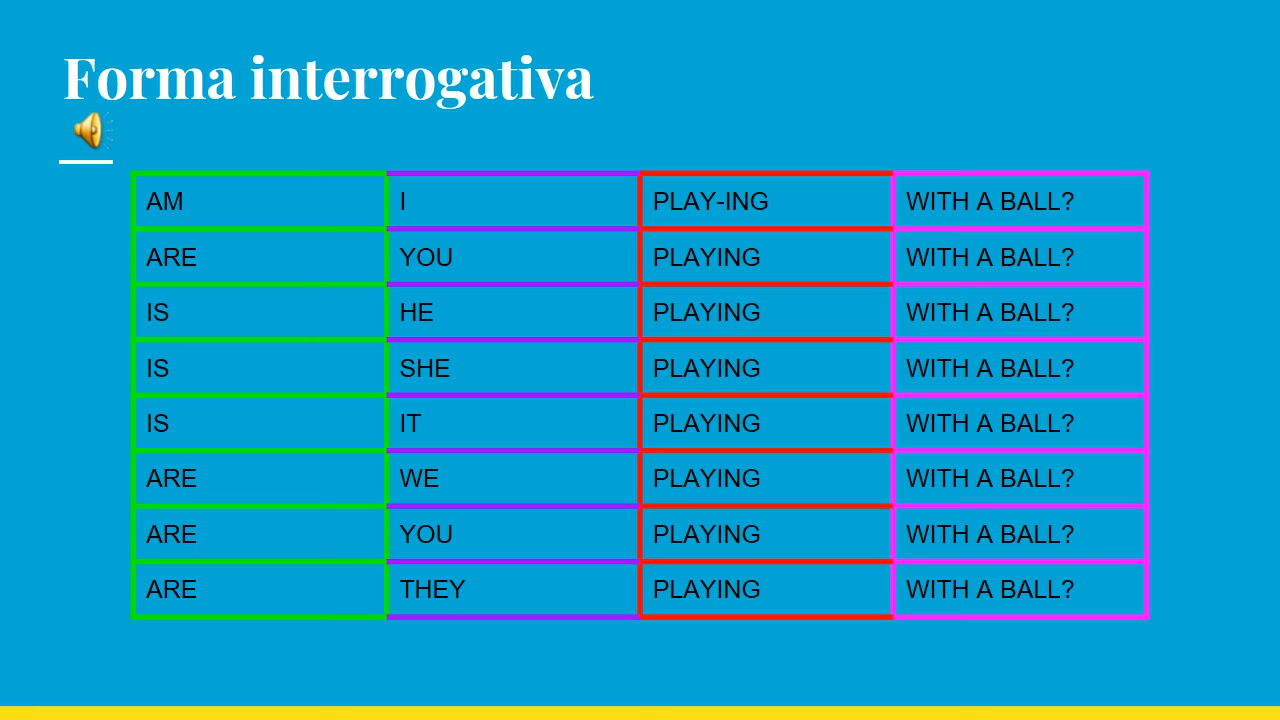 Forma interrogativa
AM I PLAY-ING WITH A BALL?
ARE YOU PLAYING WITH A BALL?
IS HE PLAYING WITH A BALL?
IS SHE PLAYING WITH A BALL?
IS IT PLAYING WITH A BALL?
ARE WE PLAYING WITH A BALL?
ARE YOU PLAYING WITH A BALL?
ARE THEY PLAYING WITH A BALL?